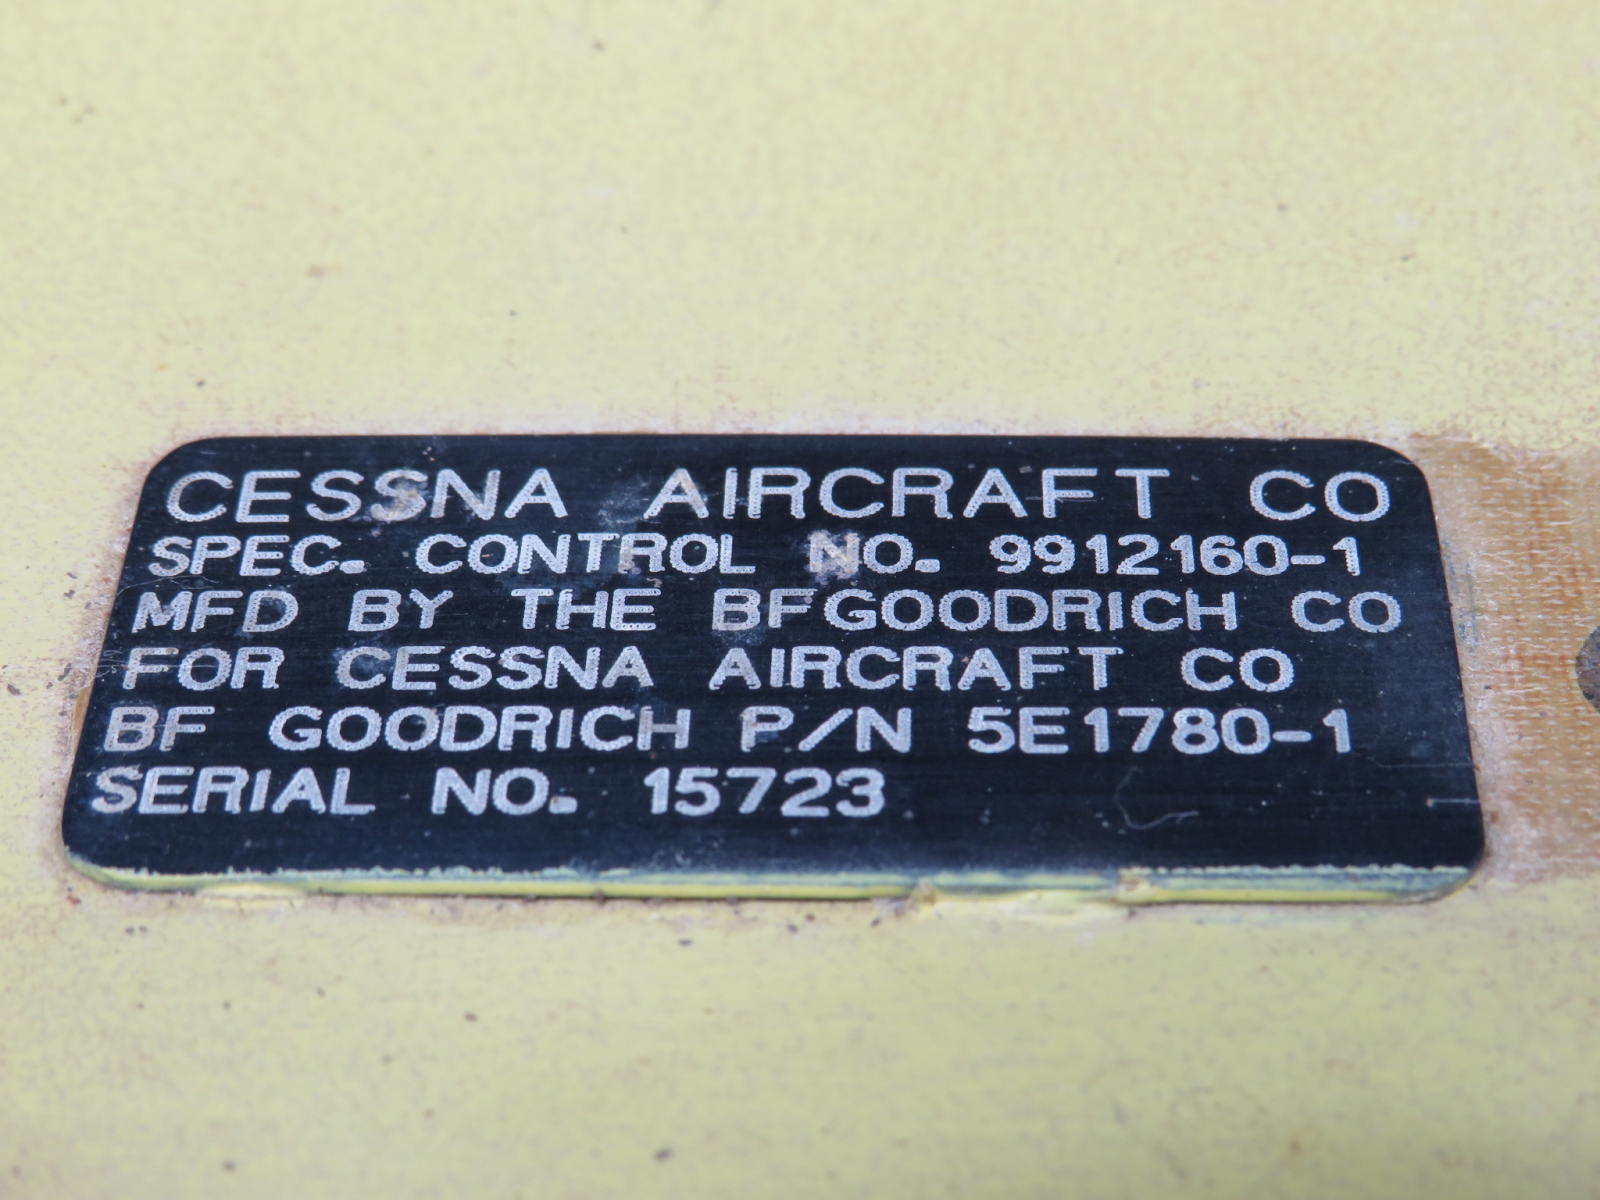 CESSNA AIRCRAFT CO
SPEC. CONTROL NO. 9912160-1
MFD BY THE BFGOODRICH CO
FOR CESSNA AIRCRAFT CO
BF GOODRICH P/N 5E1780-1
SERIAL NO. 15723